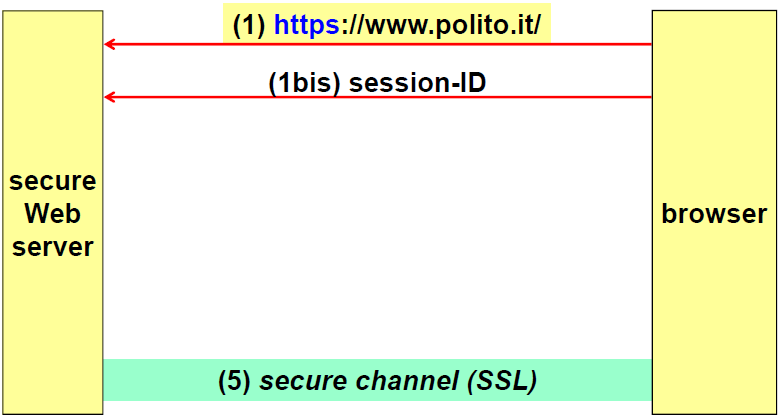 (1) https://www.polito.it/
(1bis) session-ID
secure
Web
server
browser
(5) secure channel (SSL)